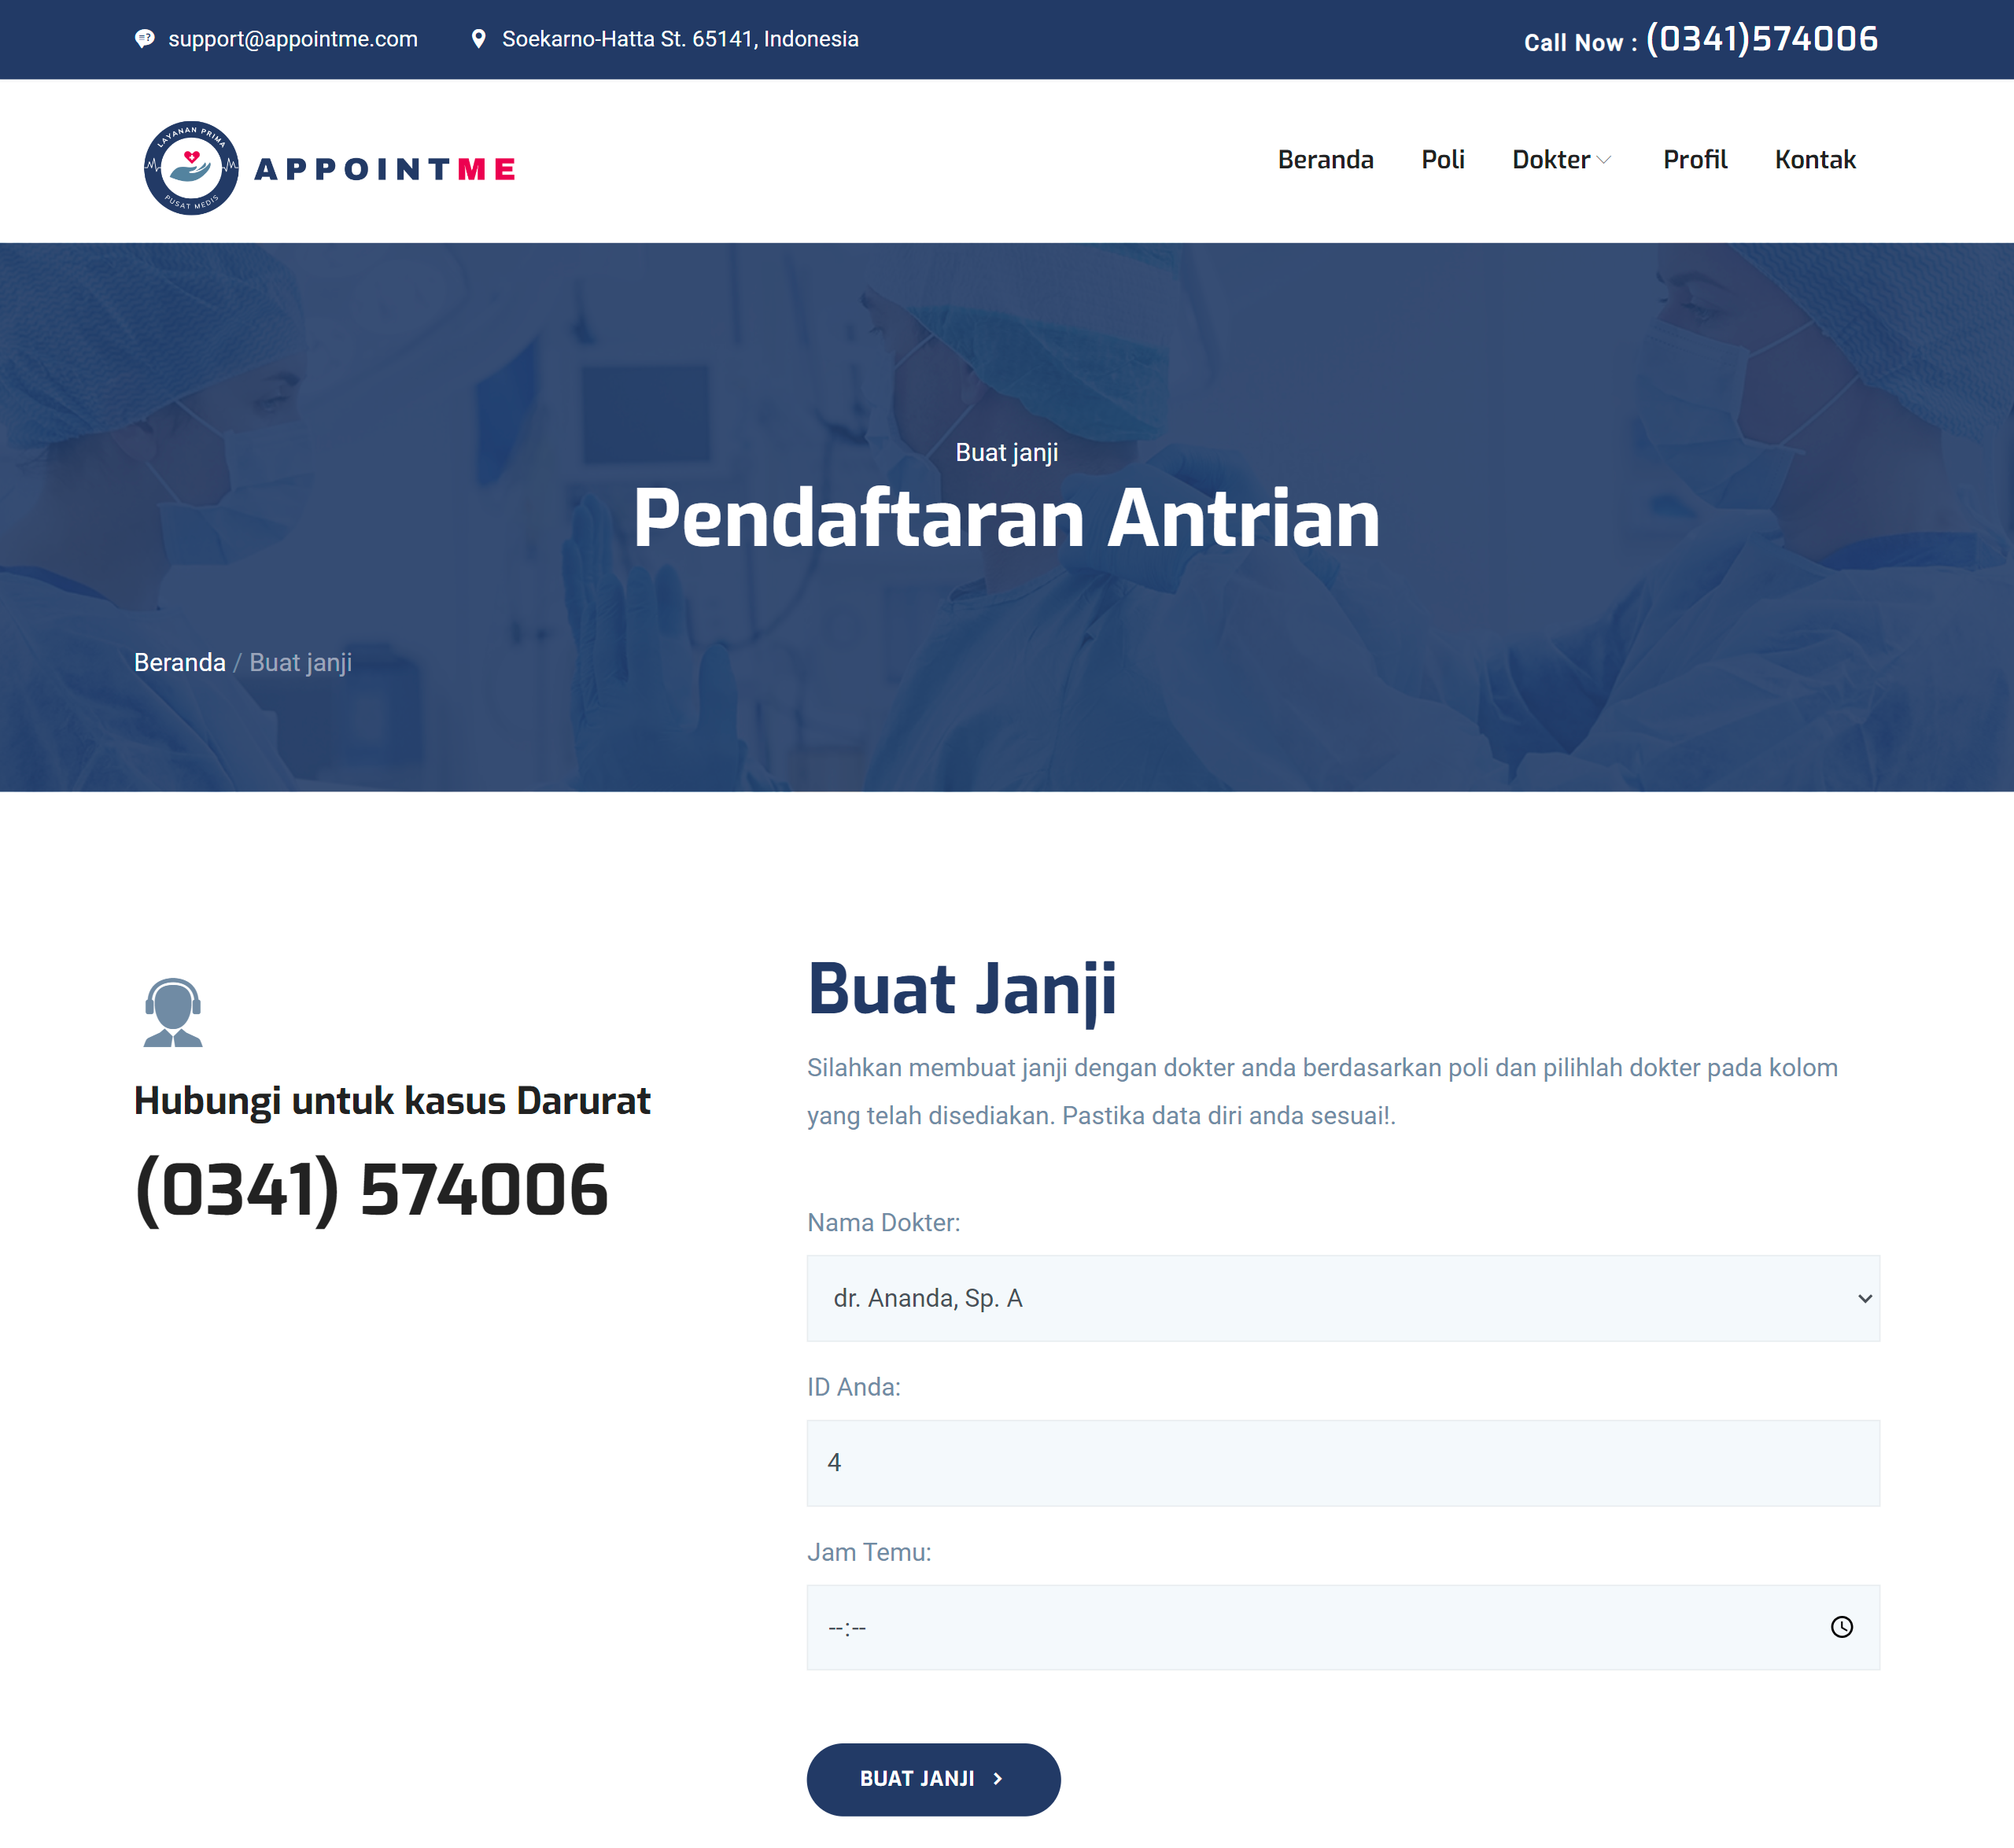 support@appointme.com
Soekarno-Hatta St. 65141, Indonesia
Call Now : (0341)574006
LAYANAN PRIMA
PUSAT MEDIS
APPOINTME
Beranda
Poli
Dokter
Profil
Kontak
Buat janji
Pendaftaran Antrian
Beranda / Buat janji
Hubungi untuk kasus Darurat
(0341) 574006
Buat Janji
Silahkan membuat janji dengan dokter anda berdasarkan poli dan pilihlah dokter pada kolom
yang telah disediakan. Pastika data diri anda sesuai!.
Nama Dokter:
dr. Ananda, Sp. A
ID Anda:
4
Jam Temu:
--:--
BUAT JANJI